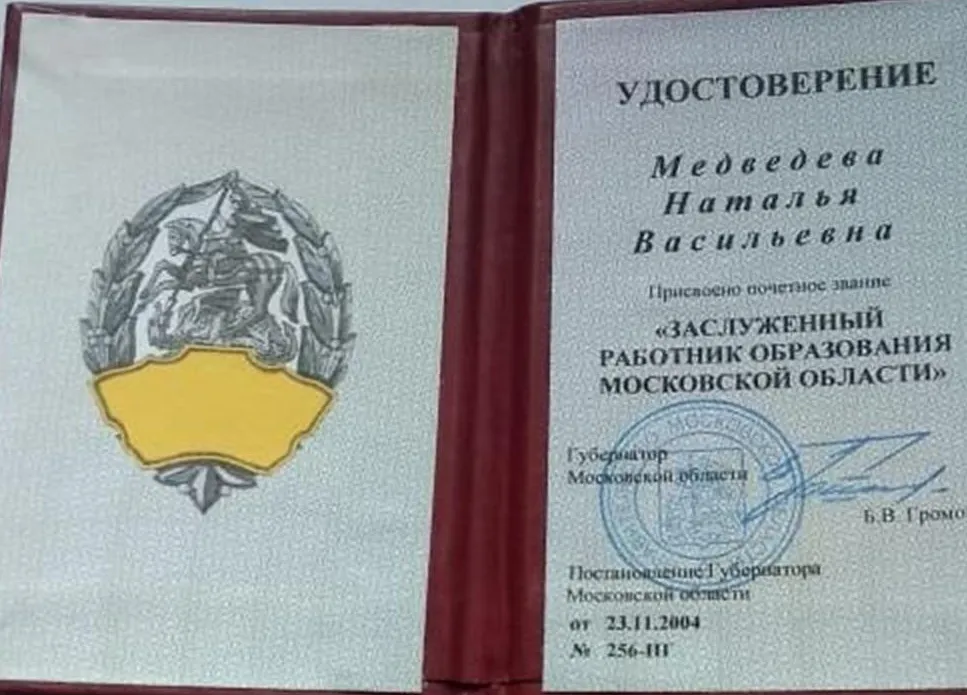 УДОСТОВЕРЕНИЕ
Медведева
Наталья
Васильевна
Присвоено почетное звание
«ЗАСЛУЖЕННЫЙ
РАБОТНИК ОБРАЗОВАНИЯ
МОСКОВСКОЙ ОБЛАСТИ»
Губернатор
Московской области
Б.В. Громо
Постановление Губернатора
Московской области
от 23.11.2004
№ 256-ПГ